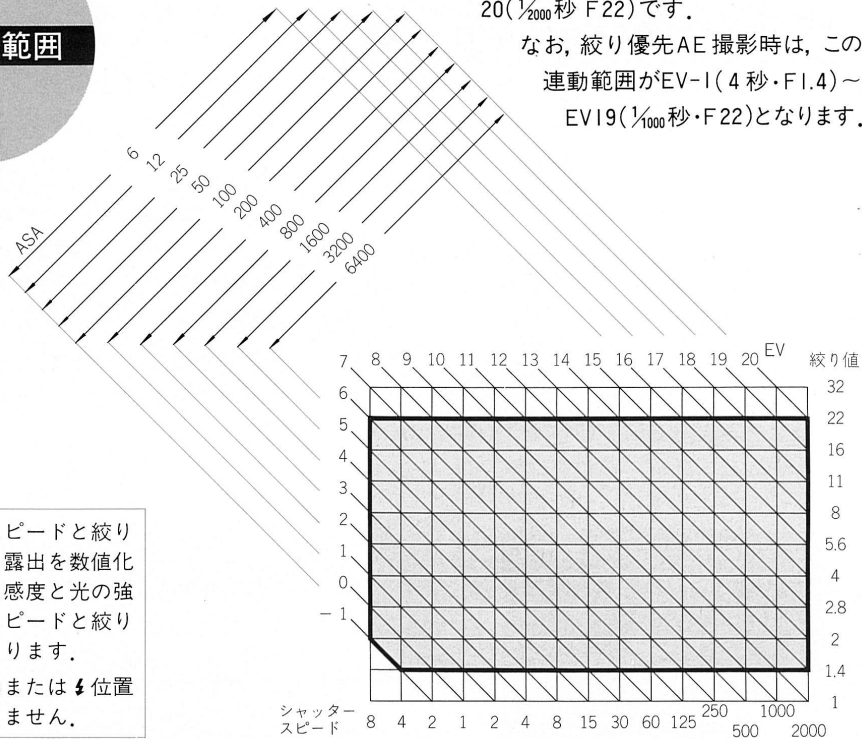 範囲
20(1/2000秒 F22)です.
なお, 絞り優先AE撮影時は, この
連動範囲がEV-1(4秒・F1.4)〜
EV19(1/1000秒・F22)となります.
ASA
6
12
25
50
100
200
400
800
1600
3200
6400
7 8 9 10 11 12 13 14 15 16 17 18 19 20 EV 絞り値
6
5
4
3
2
1
0
-1
32
22
16
11
8
5.6
4
2.8
2
1.4
1
シャッター
スピード
8 4 2 1 2 4 8 15 30 60 125 250 500 1000 2000
ピードと絞り
露出を数値化
感度と光の強
ピードと絞り
ります.
または⚡位置
ません.